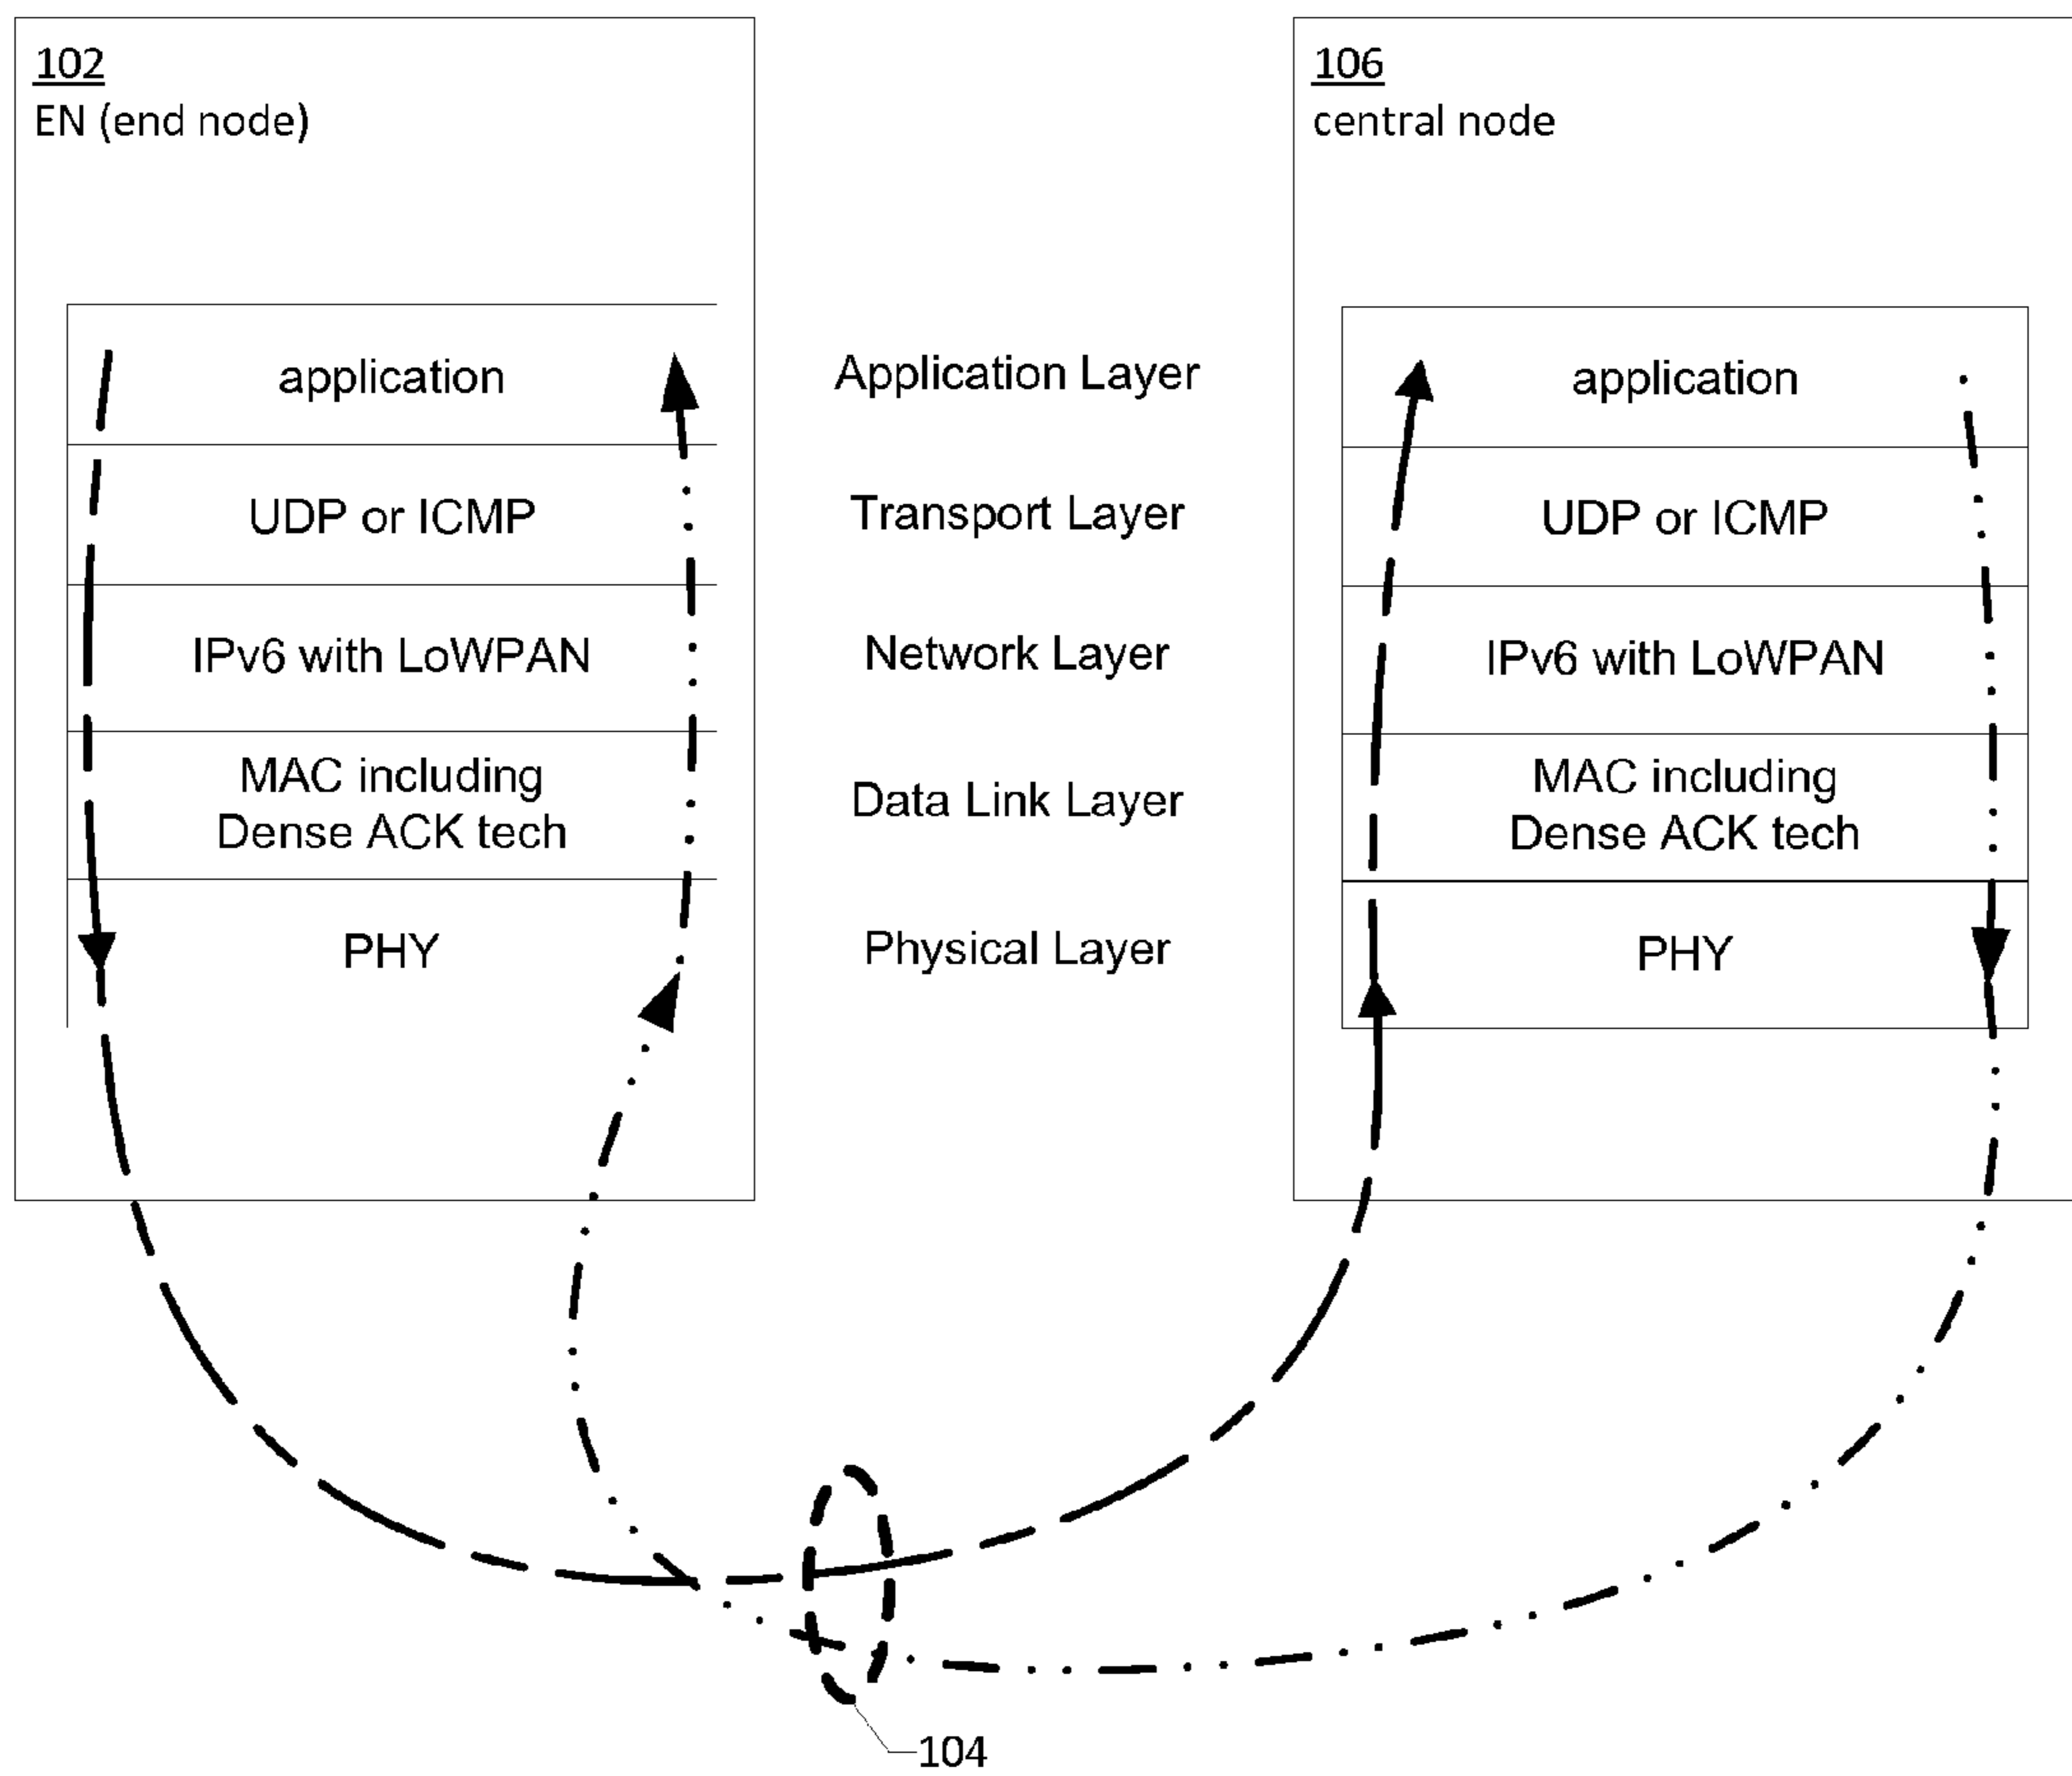 102
EN (end node)
106
central node
application
Application Layer
application
UDP or ICMP
Transport Layer
UDP or ICMP
IPv6 with LoWPAN
Network Layer
IPv6 with LoWPAN
MAC including
Dense ACK tech
Data Link Layer
MAC including
Dense ACK tech
PHY
Physical Layer
PHY
104